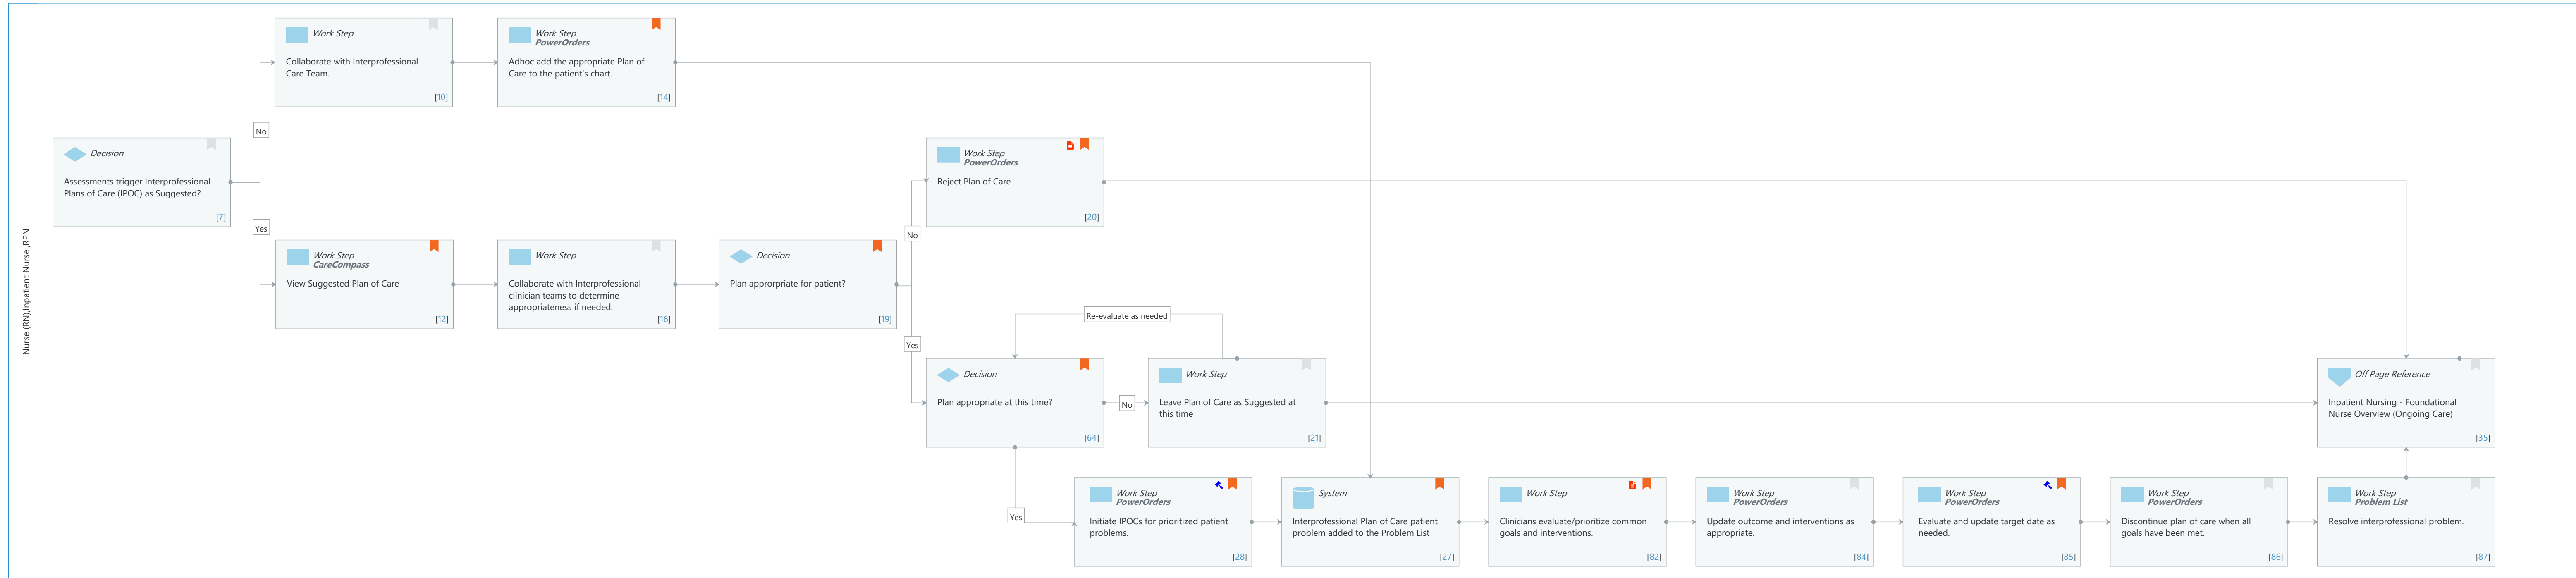 Nurse (RN),Inpatient Nurse ,RPN
Decision
Assessments trigger Interprofessional
Plans of Care (IPOC) as Suggested?
[7]
No
Yes
Work Step
Collaborate with Interprofessional
Care Team.
[10]
Work Step
PowerOrders
Adhoc add the appropriate Plan of
Care to the patient's chart.
[14]
Work Step
CareCompass
View Suggested Plan of Care
[12]
Work Step
Collaborate with Interprofessional
clinician teams to determine
appropriateness if needed.
[16]
Decision
Plan approrpriate for patient?
[19]
No
Yes
Work Step
PowerOrders
Reject Plan of Care
[20]
Re-evaluate as needed
Decision
Plan appropriate at this time?
[64]
No
Work Step
Leave Plan of Care as Suggested at
this time
[21]
Off Page Reference
Inpatient Nursing - Foundational
Nurse Overview (Ongoing Care)
[35]
Yes
Work Step
PowerOrders
Initiate IPOCs for prioritized patient
problems.
[28]
System
Interprofessional Plan of Care patient
problem added to the Problem List
[27]
Work Step
Clinicians evaluate/prioritize common
goals and interventions.
[82]
Work Step
PowerOrders
Update outcome and interventions as
appropriate.
[84]
Work Step
PowerOrders
Evaluate and update target date as
needed.
[85]
Work Step
PowerOrders
Discontinue plan of care when all
goals have been met.
[86]
Work Step
Problem List
Resolve interprofessional problem.
[87]